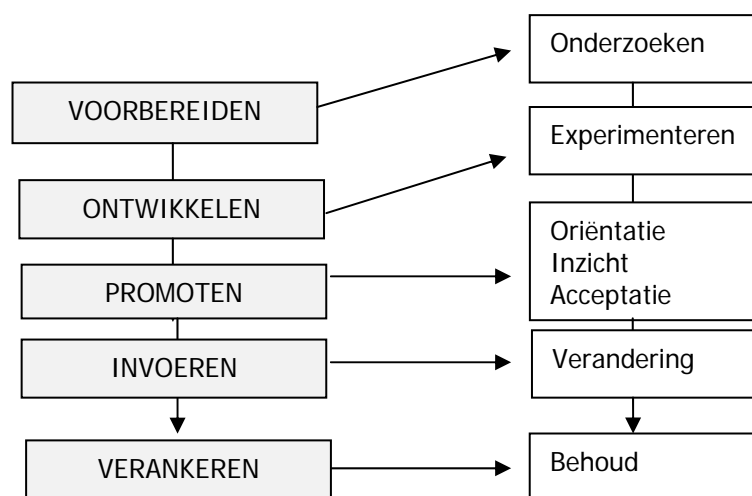 VOORBEREIDEN
Onderzoeken
ONTWIKKELEN
Experimenteren
PROMOTEN
Oriëntatie
Inzicht
Acceptatie
INVOEREN
Verandering
VERANKEREN
Behoud